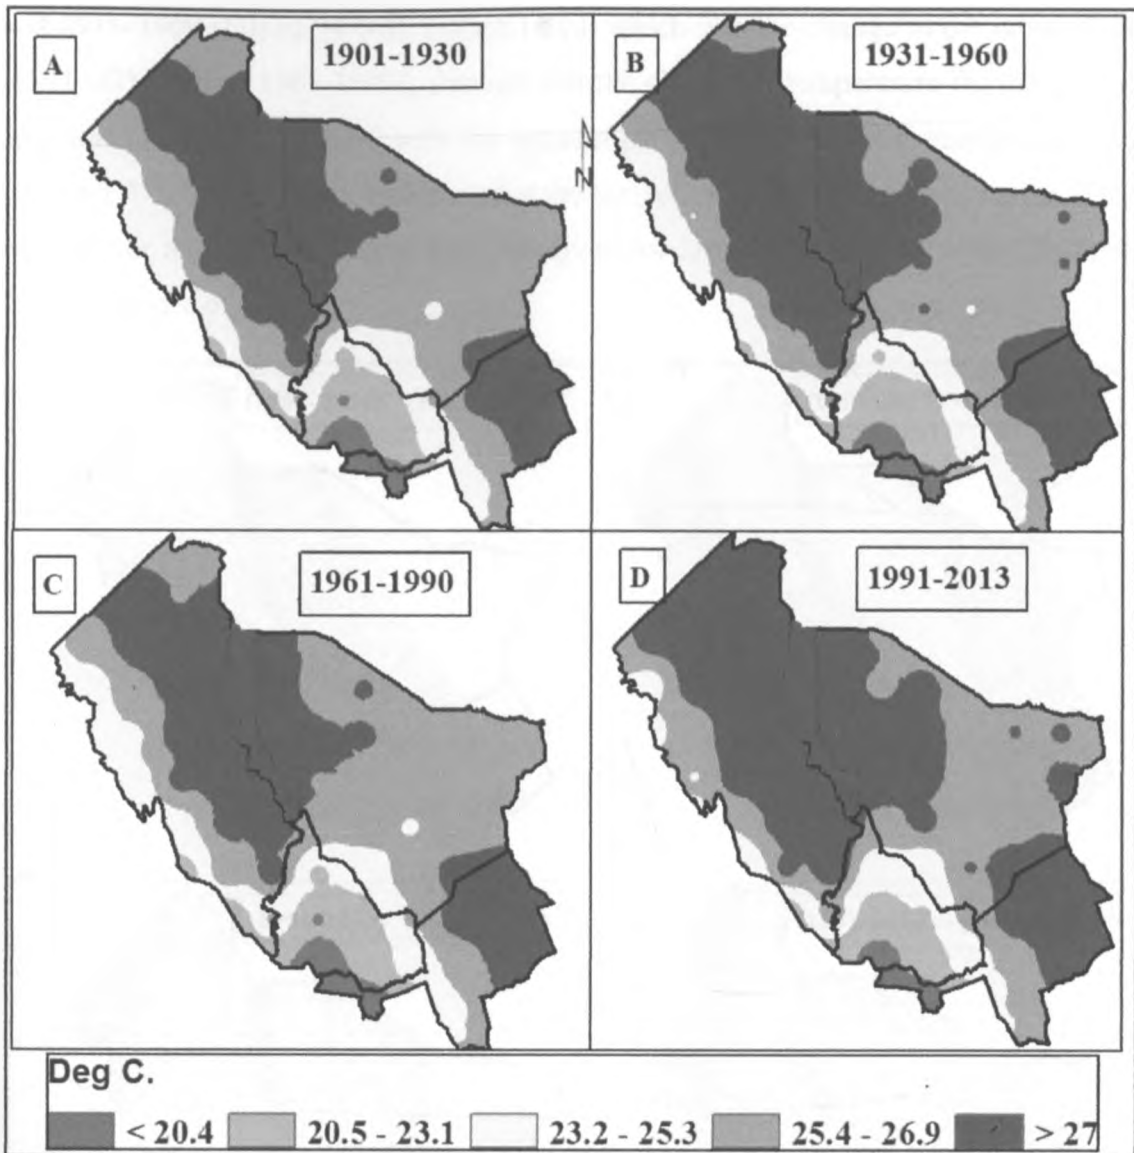 A
1901-1930
B
1931-1960
N
C
1961-1990
D
1991-2013
Deg C.
< 20.4 20.5 - 23.1 23.2 - 25.3 25.4 - 26.9 > 27